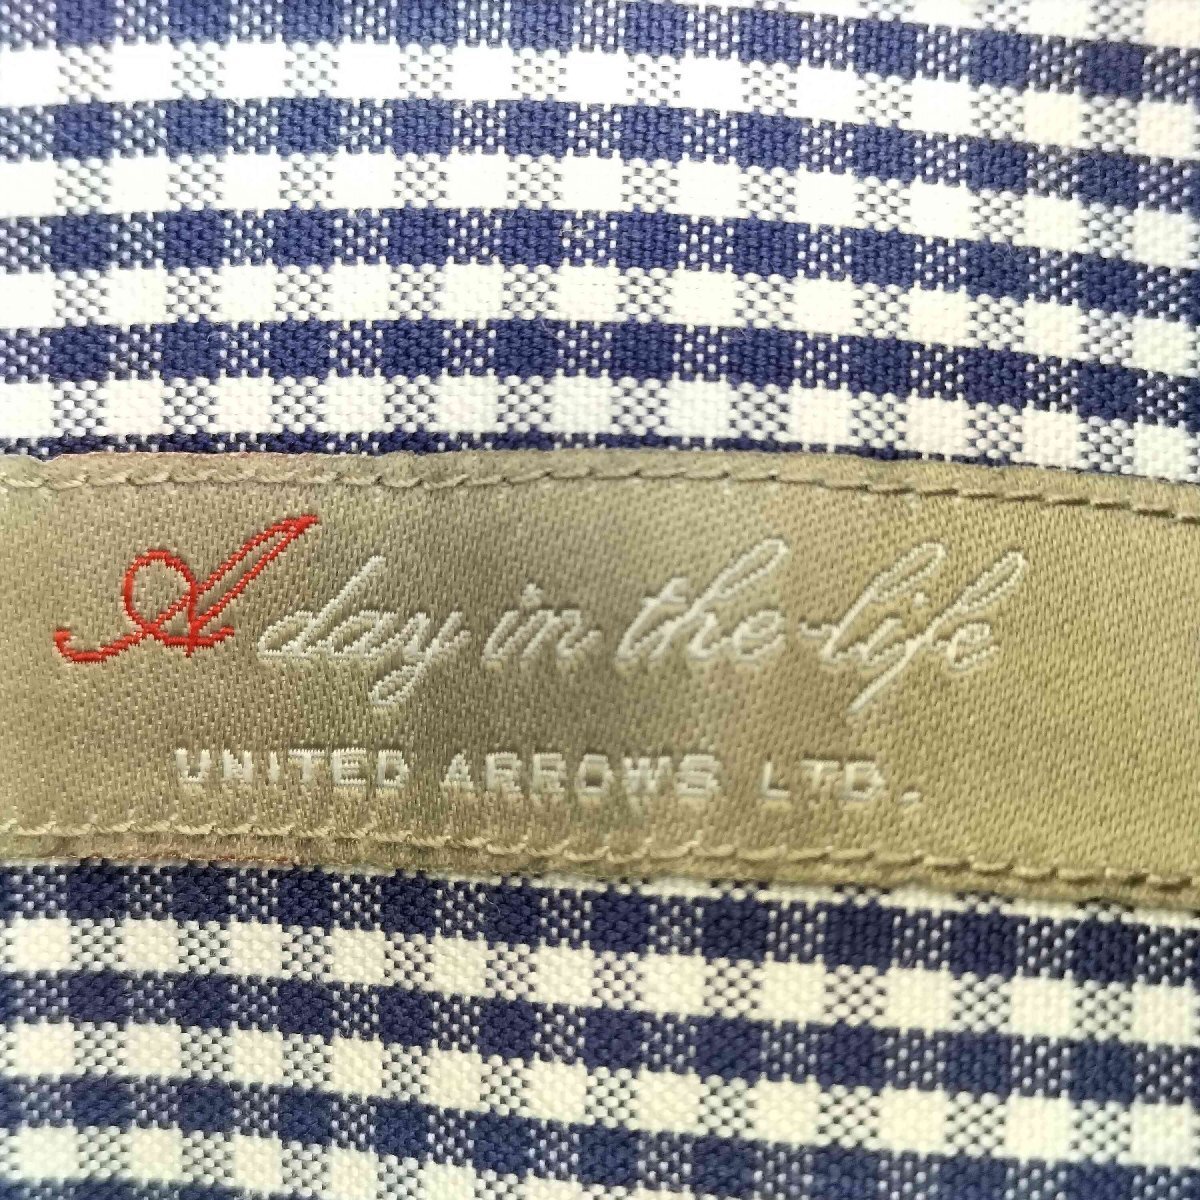 A day in the life
UNITED ARROWS LTD.